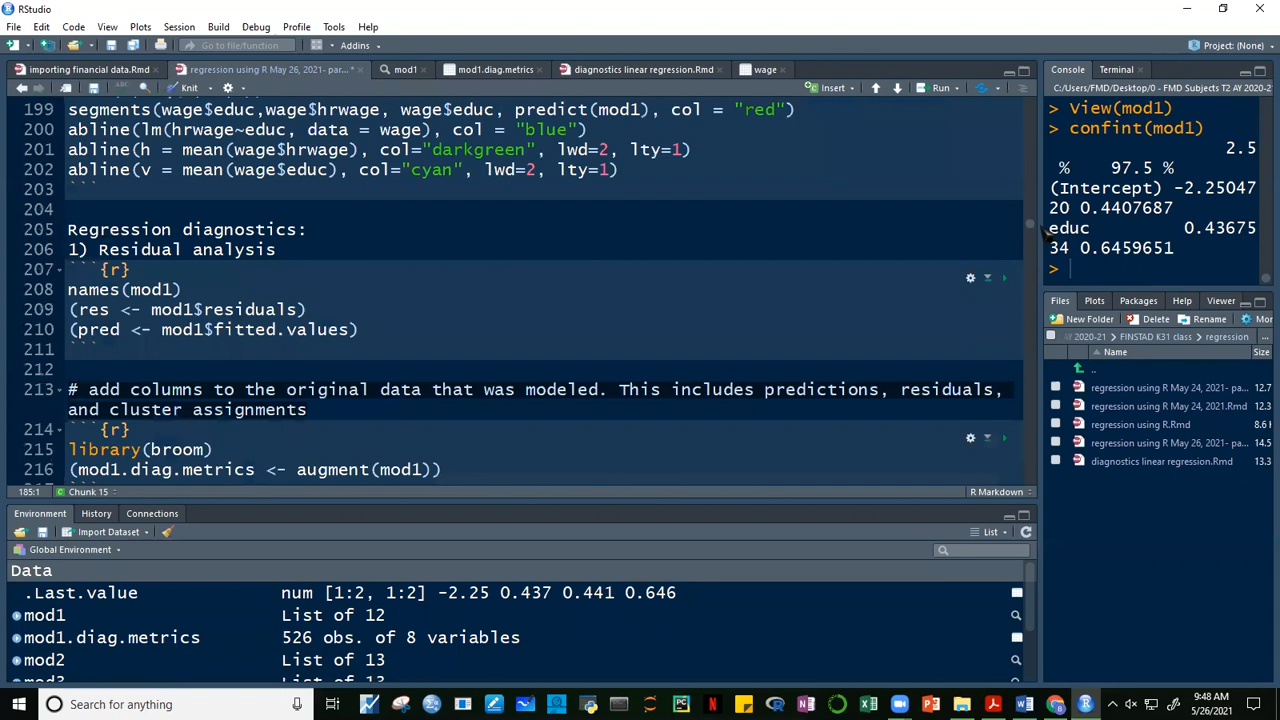 RStudio
File Edit Code View Plots Session Build Debug Profile Tools Help
Go to file/function Addins Project: (None)
importing financial data.Rmd regression using R May 26, 2021- par... mod1 mod1.diag.metrics diagnostics linear regression.Rmd wage
Knit Insert Run
199 segments(wage$educ,wage$hrwage, wage$educ, predict(mod1), col = "red")
200 abline(lm(hrwage~educ, data = wage), col = "blue")
201 abline(h = mean(wage$hrwage), col="darkgreen", lwd=2, lty=1)
202 abline(v = mean(wage$educ), col="cyan", lwd=2, lty=1)
203 ```
204
205 Regression diagnostics:
206 1) Residual analysis
207 ```{r}
208 names(mod1)
209 (res <- mod1$residuals)
210 (pred <- mod1$fitted.values)
211 ```
212
213 # add columns to the original data that was modeled. This includes predictions, residuals,
and cluster assignments
214 ```{r}
215 library(broom)
216 (mod1.diag.metrics <- augment(mod1))
185:1 Chunk 15 R Markdown
Console Terminal
C:/Users/FMD/Desktop/0 - FMD Subjects T2 AY 2020-2
> View(mod1)
> confint(mod1)
2.5
% 97.5 %
(Intercept) -2.25047
20 0.4407687
educ 0.43675
34 0.6459651
>
Files Plots Packages Help Viewer
New Folder Delete Rename Mor
2020-21 FINSTAD K31 class regression ...
Name Size
..
regression using R May 24, 2021- pa... 12.7
regression using R May 24, 2021.Rmd 12.3
regression using R.Rmd 8.6 K
regression using R May 26, 2021- pa... 14.5
diagnostics linear regression.Rmd 13.3
Environment History Connections
Import Dataset List
Global Environment
Data
.Last.value num [1:2, 1:2] -2.25 0.437 0.441 0.646
mod1 List of 12
mod1.diag.metrics 526 obs. of 8 variables
mod2 List of 13
Search for anything
9:48 AM
5/26/2021